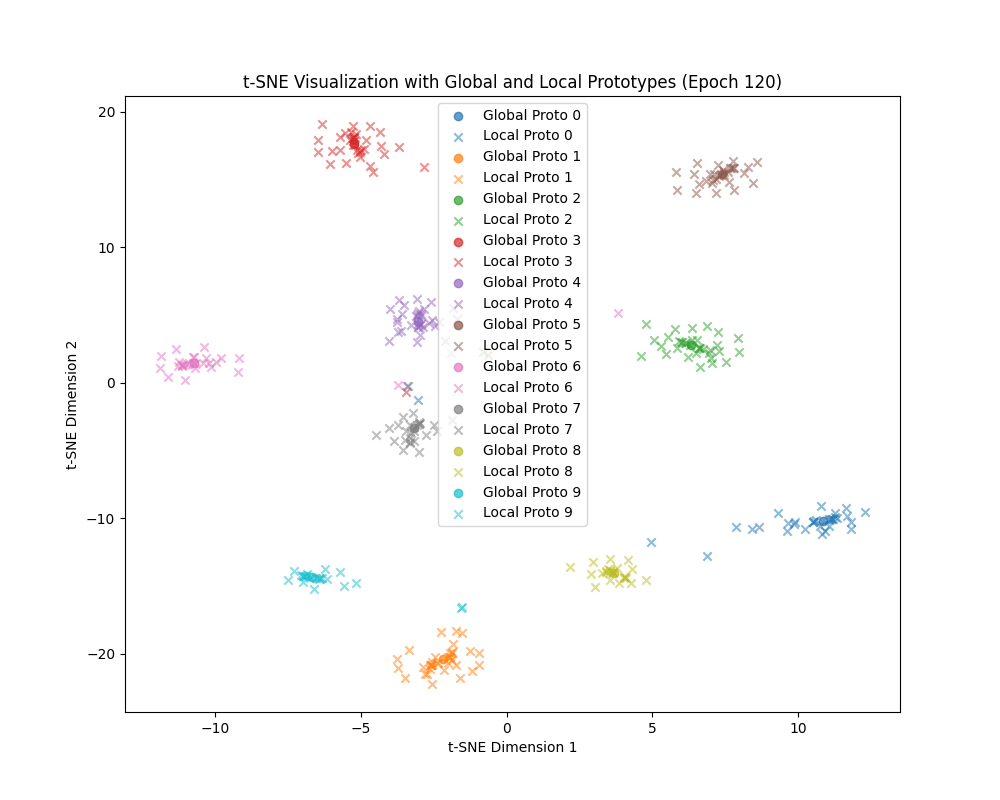 t-SNE Visualization with Global and Local Prototypes (Epoch 120)
20
10
0
−10
−20
t-SNE Dimension 2
Global Proto 0
Local Proto 0
Global Proto 1
Local Proto 1
Global Proto 2
Local Proto 2
Global Proto 3
Local Proto 3
Global Proto 4
Local Proto 4
Global Proto 5
Local Proto 5
Global Proto 6
Local Proto 6
Global Proto 7
Local Proto 7
Global Proto 8
Local Proto 8
Global Proto 9
Local Proto 9
−10 −5 0 5 10
t-SNE Dimension 1